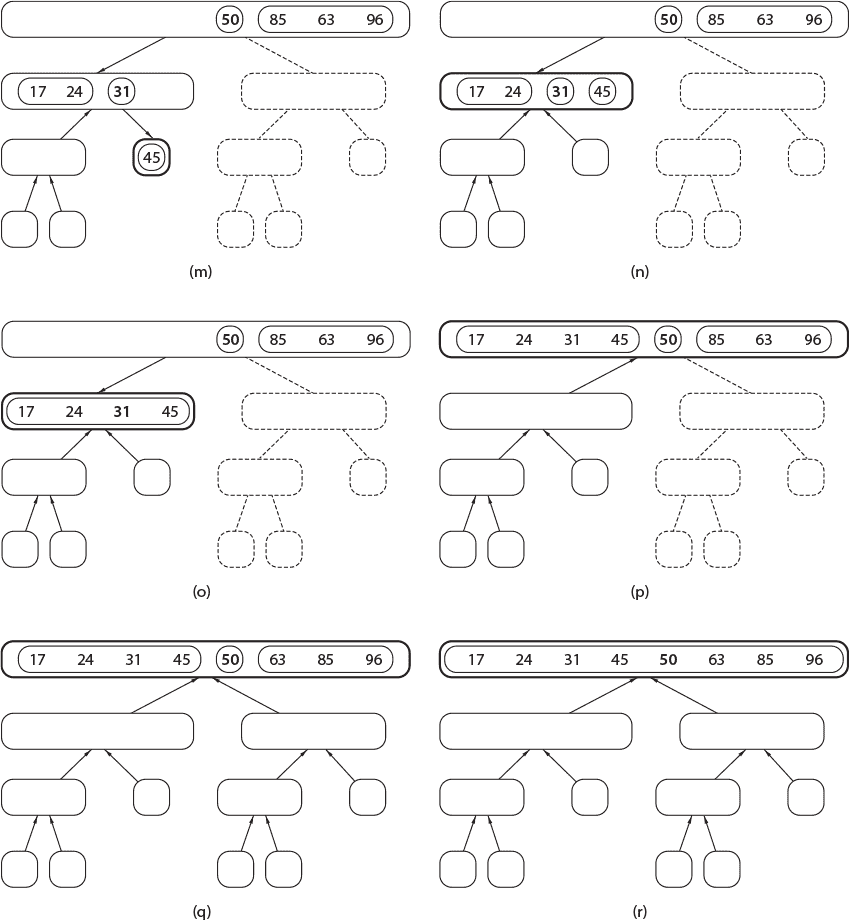 50 85 63 96
17 24 31
45
(m)
50 85 63 96
17 24 31 45
(n)
50 85 63 96
17 24 31 45
(o)
17 24 31 45 50 85 63 96
(p)
17 24 31 45 50 63 85 96
(q)
17 24 31 45 50 63 85 96
(r)